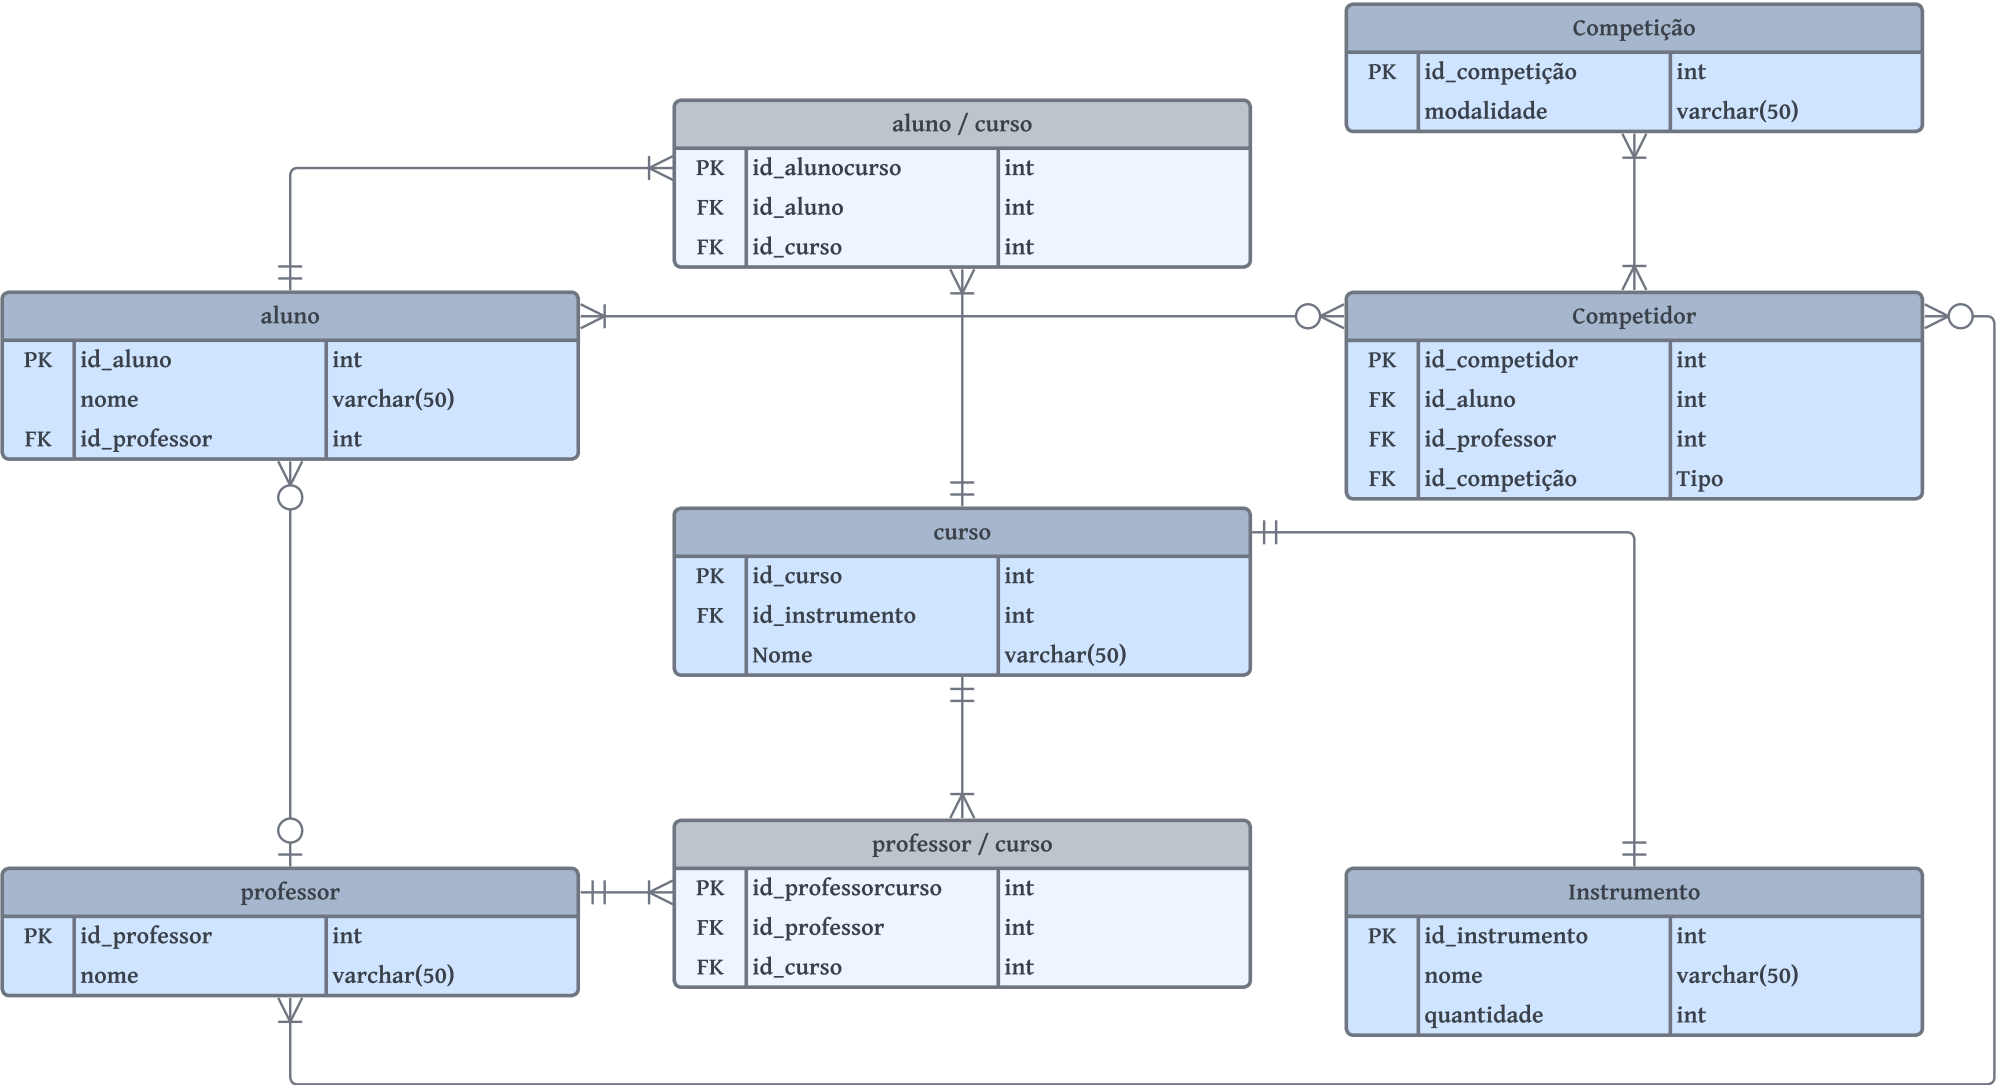 Competição
PK id_competição int
modalidade varchar(50)
aluno / curso
PK id_alunocurso int
FK id_aluno int
FK id_curso int
aluno
PK id_aluno int
nome varchar(50)
FK id_professor int
Competidor
PK id_competidor int
FK id_aluno int
FK id_professor int
FK id_competição Tipo
curso
PK id_curso int
FK id_instrumento int
Nome varchar(50)
professor / curso
PK id_professorcurso int
FK id_professor int
FK id_curso int
professor
PK id_professor int
nome varchar(50)
Instrumento
PK id_instrumento int
nome varchar(50)
quantidade int